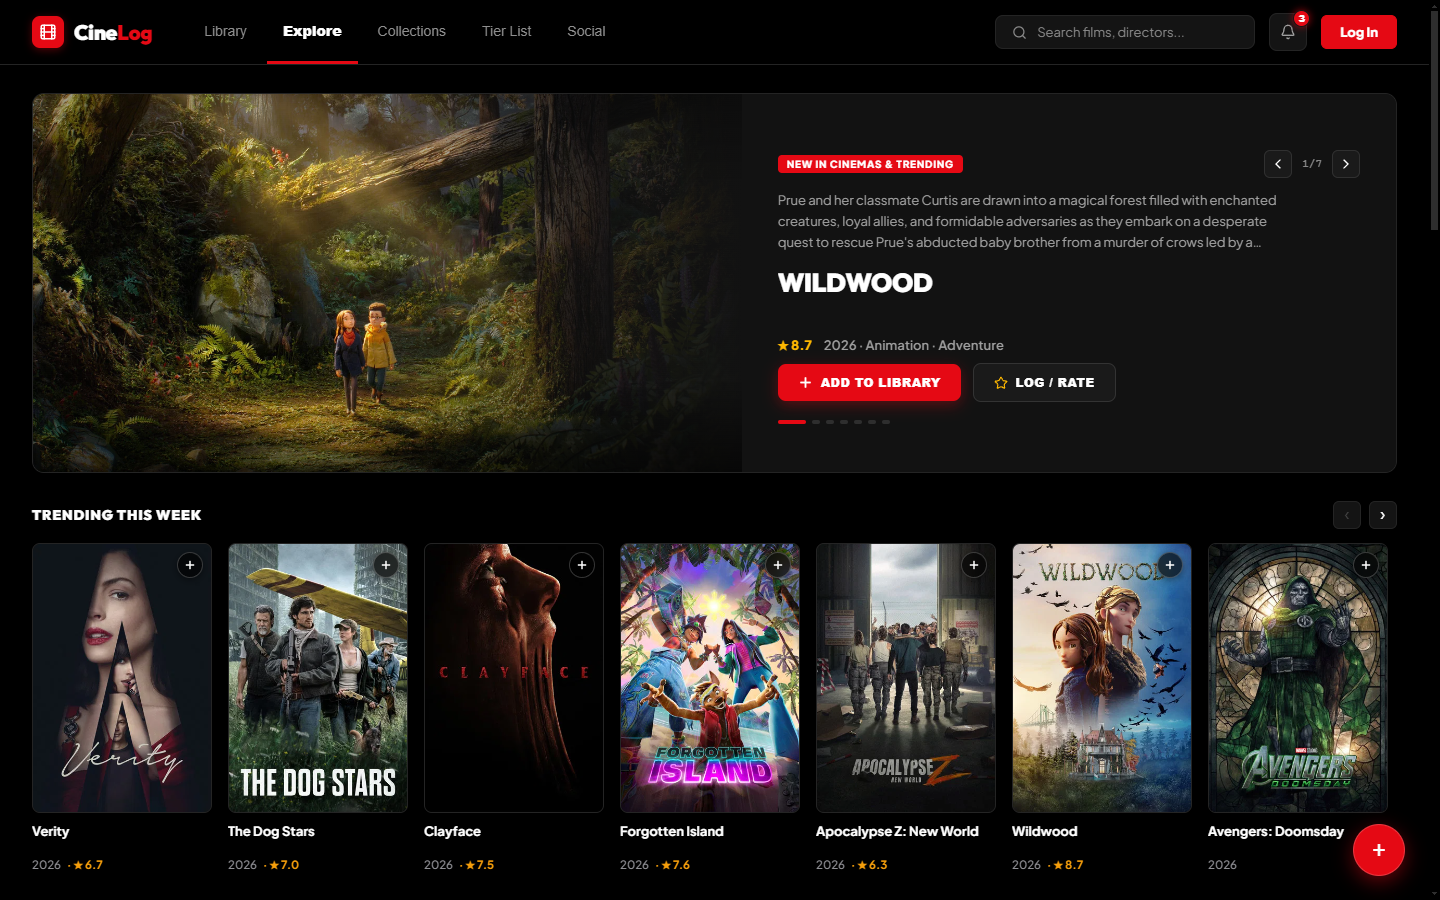 CineLog
Library
Explore
Collections
Tier List
Social
Search films, directors...
3
Log In
NEW IN CINEMAS & TRENDING
1/7
Prue and her classmate Curtis are drawn into a magical forest filled with enchanted
creatures, loyal allies, and formidable adversaries as they embark on a desperate
quest to rescue Prue's abducted baby brother from a murder of crows led by a...
WILDWOOD
★ 8.7 2026 · Animation · Adventure
+ ADD TO LIBRARY
LOG / RATE
TRENDING THIS WEEK
Verity
THE DOG STARS
CLAYFACE
FORGOTTEN
ISLAND
APOCALYPSE Z
NEW WORLD
WILDWOOD
MARVEL STUDIOS
AVENGERS
DOOMSDAY
Verity
2026 · ★ 6.7
The Dog Stars
2026 · ★ 7.0
Clayface
2026 · ★ 7.5
Forgotten Island
2026 · ★ 7.6
Apocalypse Z: New World
2026 · ★ 6.3
Wildwood
2026 · ★ 8.7
Avengers: Doomsday
2026
+